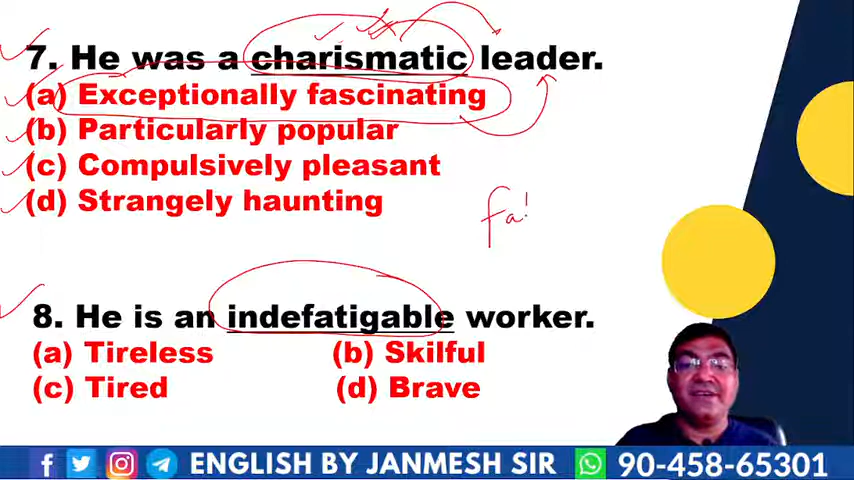 7. He was a charismatic leader.
(a) Exceptionally fascinating
(b) Particularly popular
(c) Compulsively pleasant
(d) Strangely haunting
fa
8. He is an indefatigable worker.
(a) Tireless (b) Skilful
(c) Tired (d) Brave
ENGLISH BY JANMESH SIR 90-458-65301